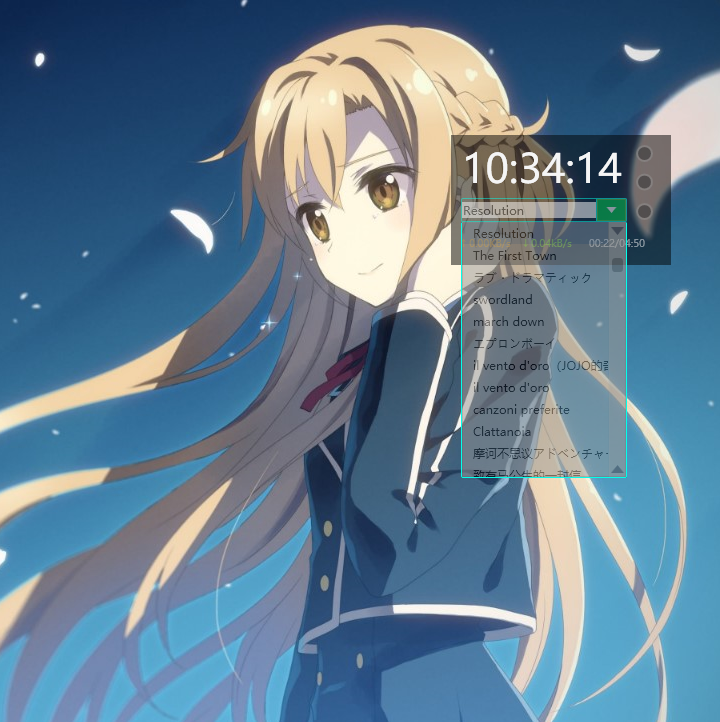 10:34:14
Resolution
Resolution
0.04kB/s 00:22/04:50
The First Town
ラブ・ドラマティック
swordland
march down
エプロンボーイ
il vento d'oro (JOJO的
il vento d'oro
canzoni preferite
Clattanoia
摩诃不思议アドベンチャ